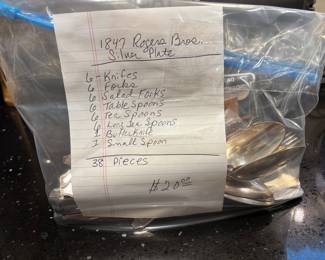 1847 Rogers Bros.
Silver Plate
6 - Knifes
6 Forks
6 Salad Forks
6 Table Spoons
6 Tea Spoons
6 Long Tea Spoons
1 Butterknife
1 Small Spoon
38 Pieces
$20.00